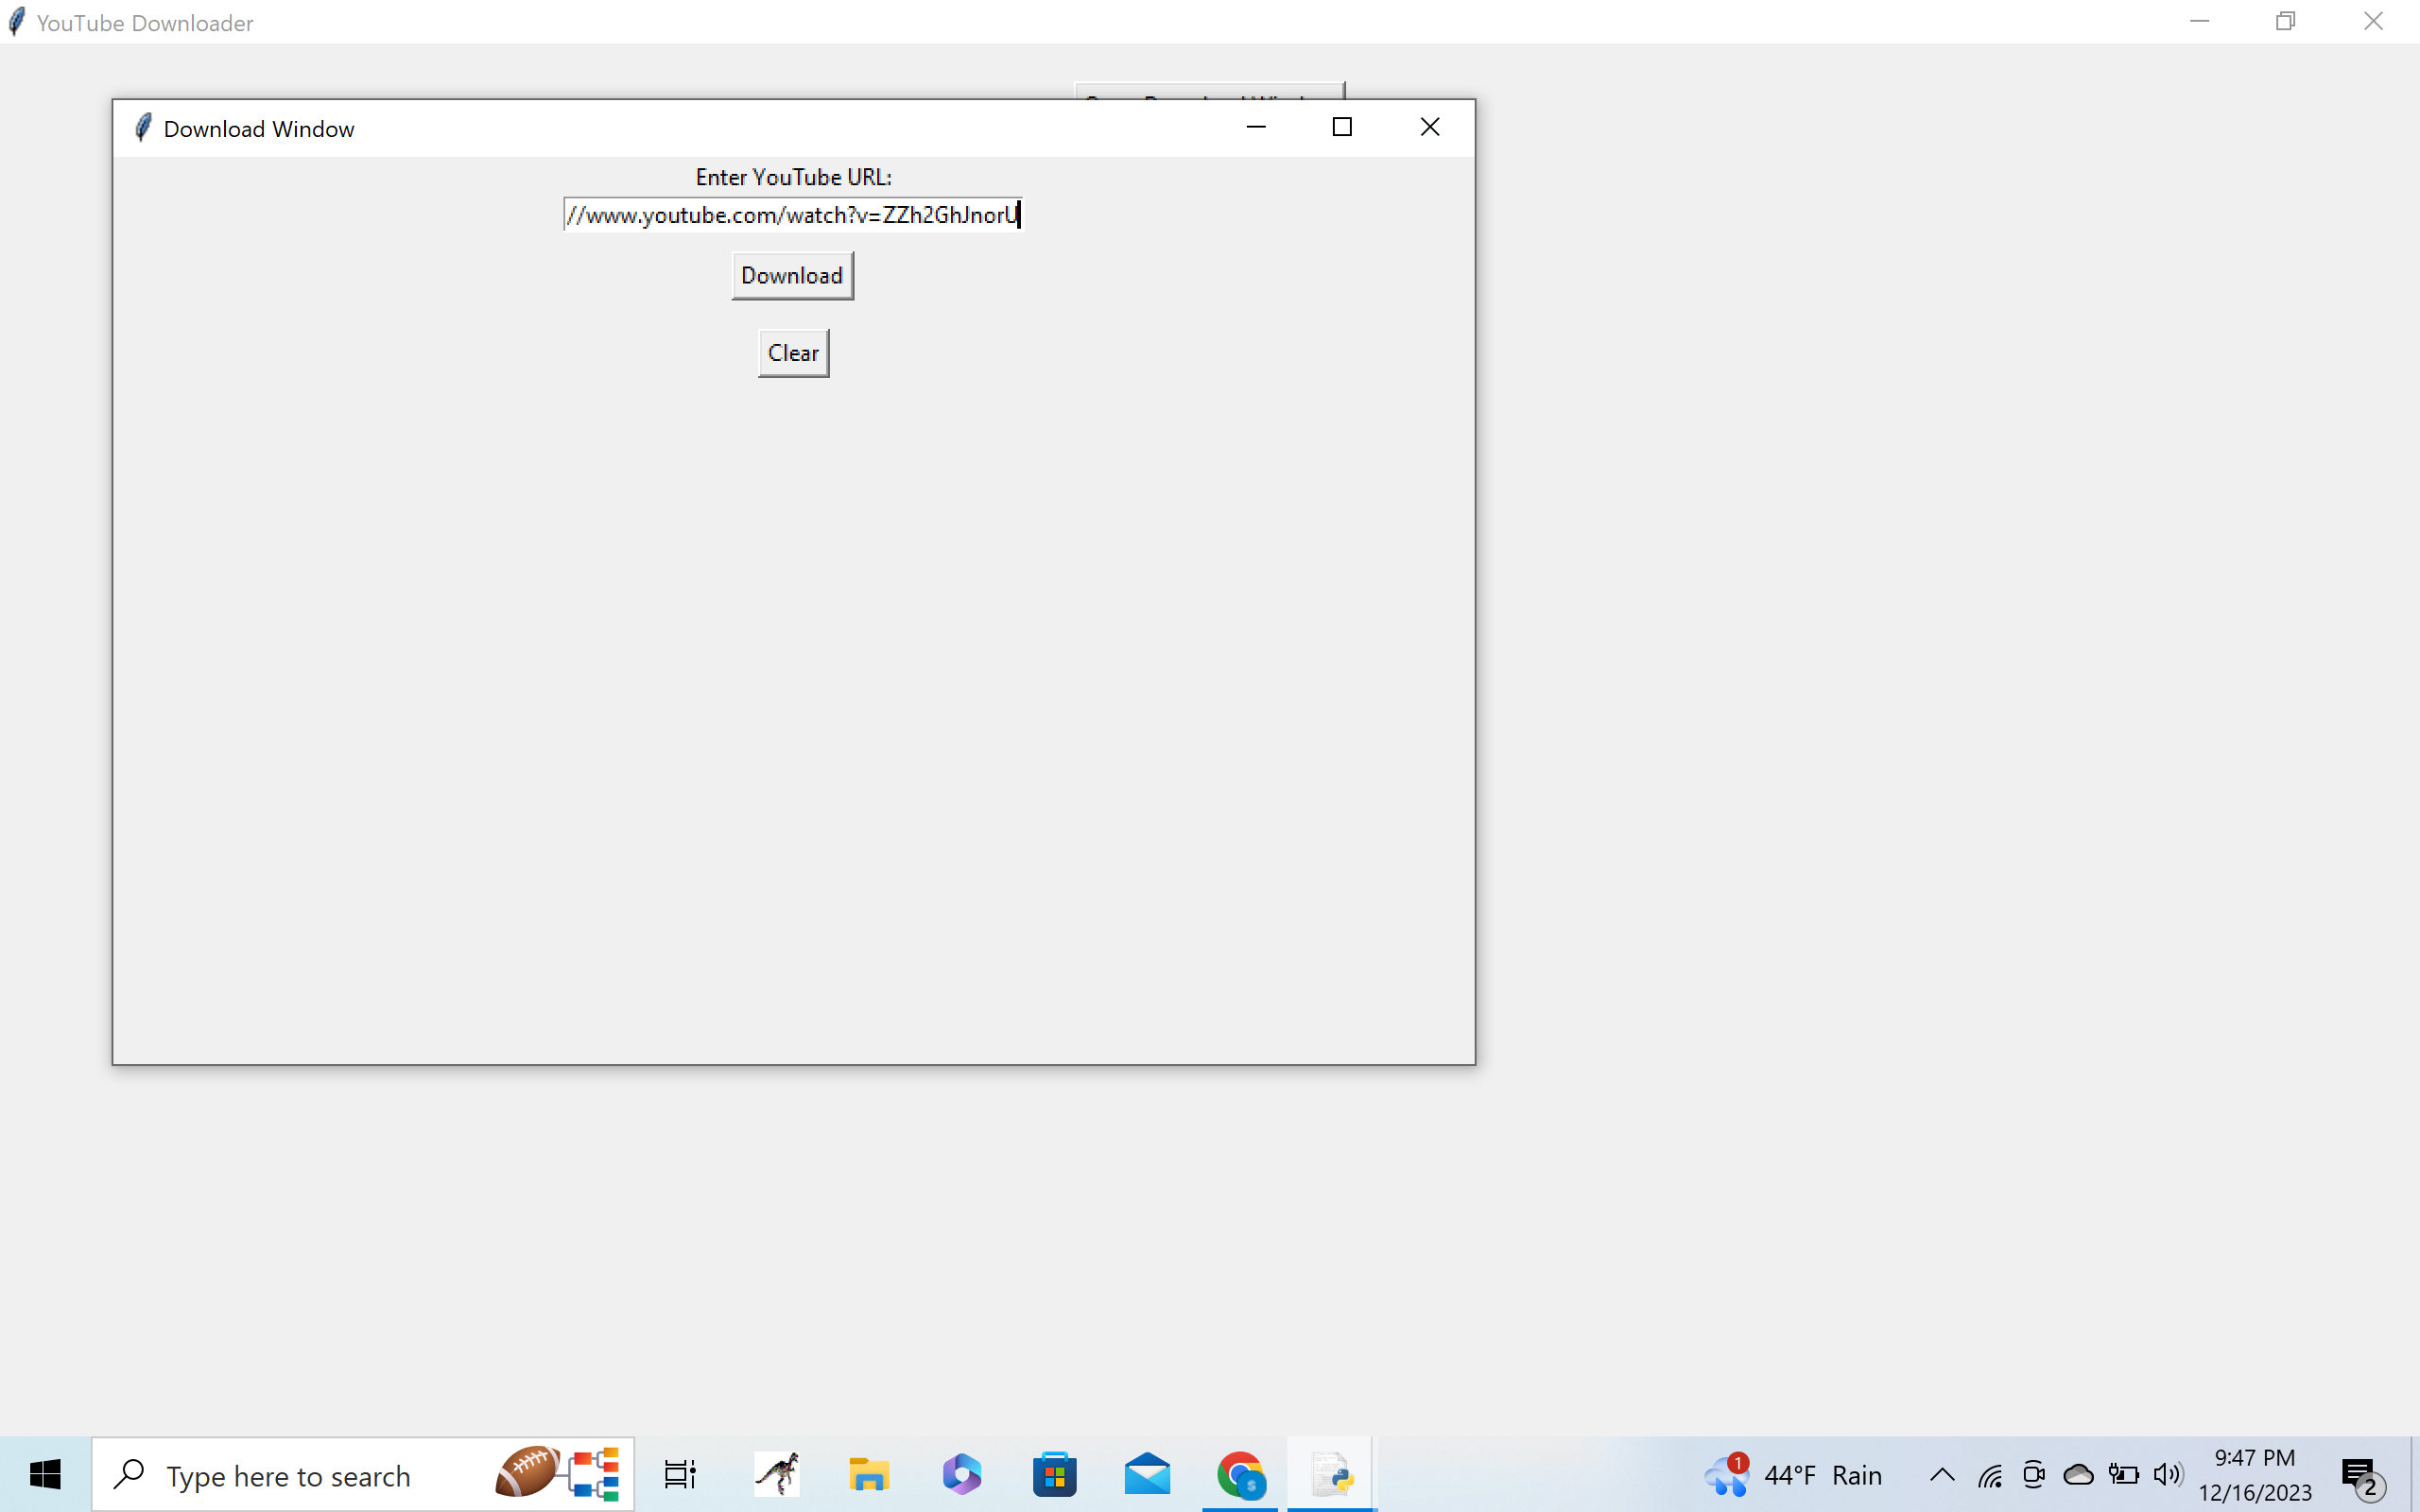 YouTube Downloader
Download Window
Enter YouTube URL:
//www.youtube.com/watch?v=ZZh2GhJnorU
Download
Clear
Type here to search
1
44°F Rain
9:47 PM
12/16/2023
2